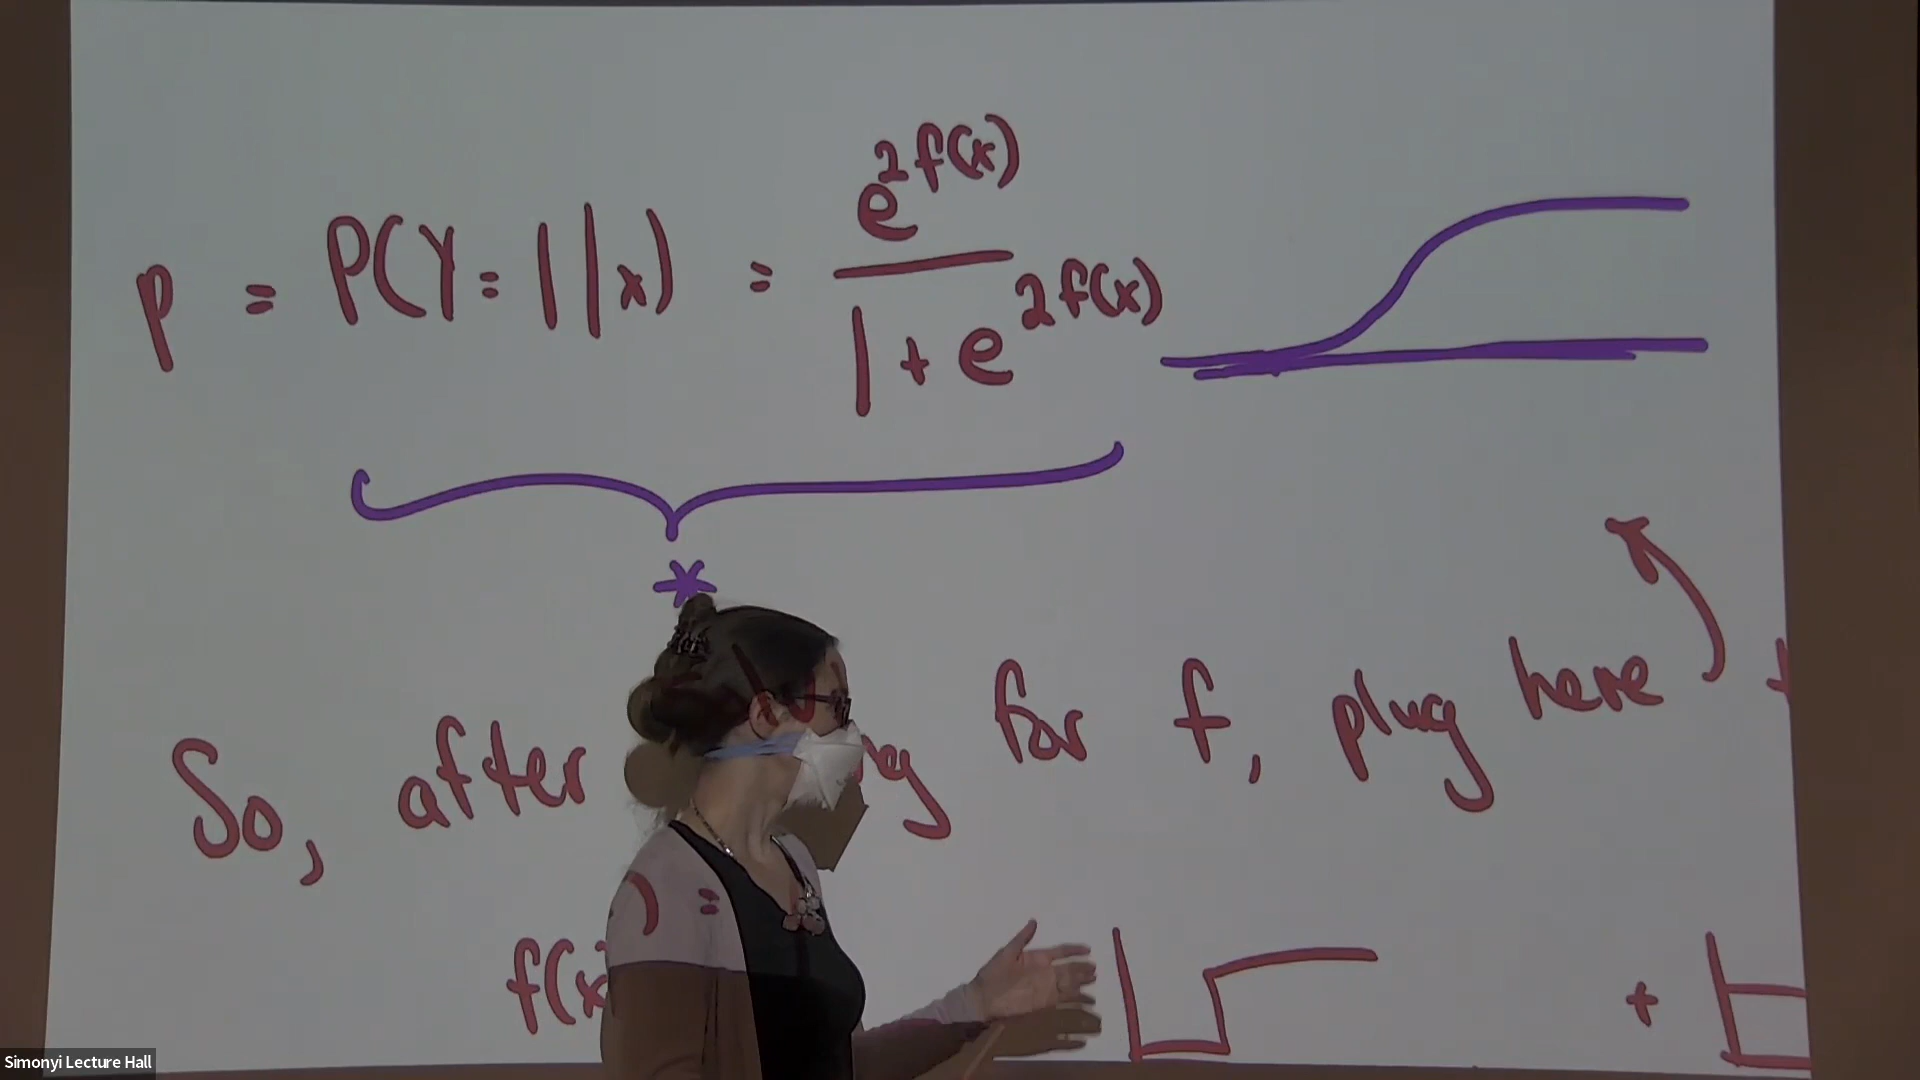 p = P(Y=1|x) = e^{2f(x)} / 1 + e^{2f(x)}
*
So, after for f, plug here
f(x) = +
Simonyi Lecture Hall